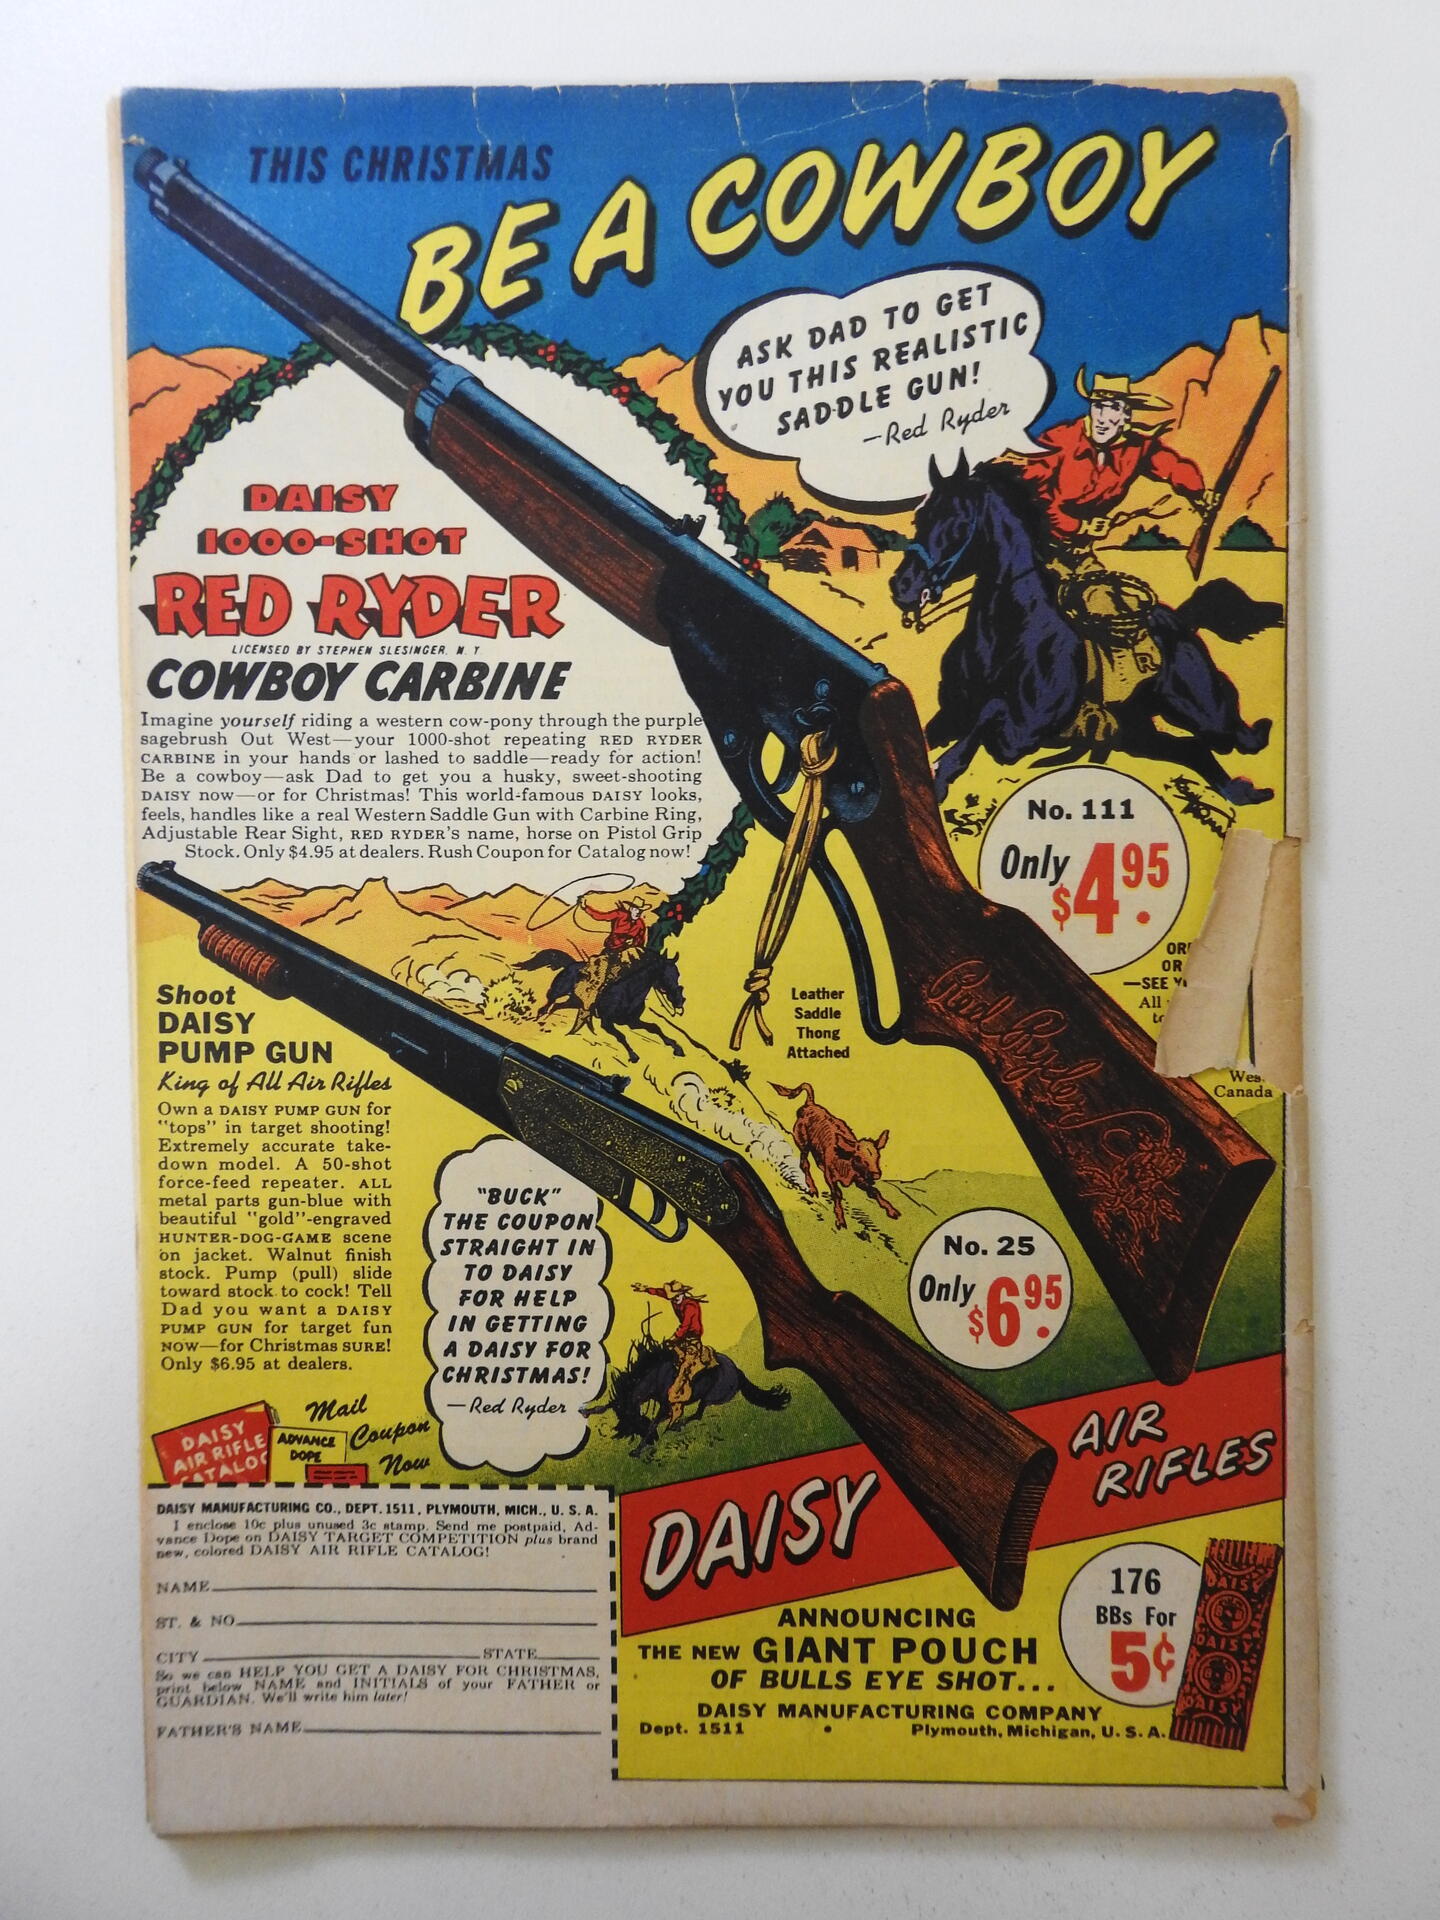 THIS CHRISTMAS
BE A COWBOY
ASK DAD TO GET
YOU THIS REALISTIC
SADDLE GUN!
—Red Ryder
DAISY
1000-SHOT
RED RYDER
LICENSED BY STEPHEN SLESINGER, N. Y.
COWBOY CARBINE
Imagine yourself riding a western cow-pony through the purple
sagebrush Out West—your 1000-shot repeating RED RYDER
CARBINE in your hands or lashed to saddle—ready for action!
Be a cowboy—ask Dad to get you a husky, sweet-shooting
DAISY now—or for Christmas! This world-famous DAISY looks,
feels, handles like a real Western Saddle Gun with Carbine Ring,
Adjustable Rear Sight, RED RYDER'S name, horse on Pistol Grip
Stock. Only $4.95 at dealers. Rush Coupon for Catalog now!
No. 111
Only $4.95
—SEE
All
Canada
Leather
Saddle
Thong
Attached
Red Ryder
Shoot
DAISY
PUMP GUN
King of All Air Rifles
Own a DAISY PUMP GUN for
"tops" in target shooting!
Extremely accurate take-
down model. A 50-shot
force-feed repeater. ALL
metal parts gun-blue with
beautiful "gold"-engraved
HUNTER-DOG-GAME scene
on jacket. Walnut finish
stock. Pump (pull) slide
toward stock to cock! Tell
Dad you want a DAISY
PUMP GUN for target fun
NOW—for Christmas SURE!
Only $6.95 at dealers.
"BUCK"
THE COUPON
STRAIGHT IN
TO DAISY
FOR HELP
IN GETTING
A DAISY FOR
CHRISTMAS!
—Red Ryder
No. 25
Only $6.95
DAISY
AIR RIFLE
CATALOG
ADVANCE
DOPE
Mail
Coupon
Now
DAISY MANUFACTURING CO., DEPT. 1511, PLYMOUTH, MICH., U. S. A.
I enclose 10c plus unused 3c stamp. Send me postpaid, Ad-
vance Dope on DAISY TARGET COMPETITION plus brand
new, colored DAISY AIR RIFLE CATALOG!
NAME
ST. & NO.
CITY STATE
So we can HELP YOU GET A DAISY FOR CHRISTMAS,
print below NAME and INITIALS of your FATHER or
GUARDIAN. We'll write him later!
FATHER'S NAME
DAISY
AIR
RIFLES
ANNOUNCING
THE NEW GIANT POUCH
OF BULLS EYE SHOT...
176
BBs For
5¢
DAISY
DAISY
DAISY
DAISY MANUFACTURING COMPANY
Dept. 1511 • Plymouth, Michigan, U. S. A.